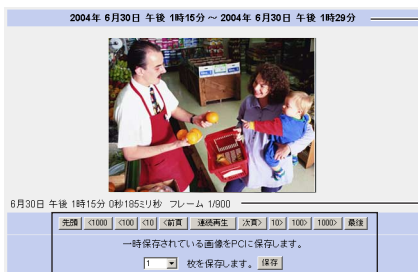 2004年 6月30日 午後 1時15分 ～ 2004年 6月30日 午後 1時29分
6月30日 午後 1時15分 0秒185ミリ秒 フレーム 1/900
先頭 <1000 <100 <10 <前頁 連続再生 次頁> 10> 100> 1000> 最後
一時保存されている画像をPCに保存します。
1 枚を保存します。 保存